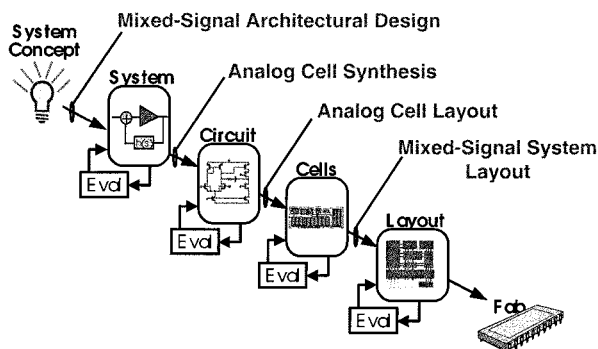 System
Concept
Mixed-Signal Architectural Design
System
Analog Cell Synthesis
Eval
Circuit
Analog Cell Layout
Eval
Cells
Mixed-Signal System
Layout
Eval
Layout
Eval
Fab